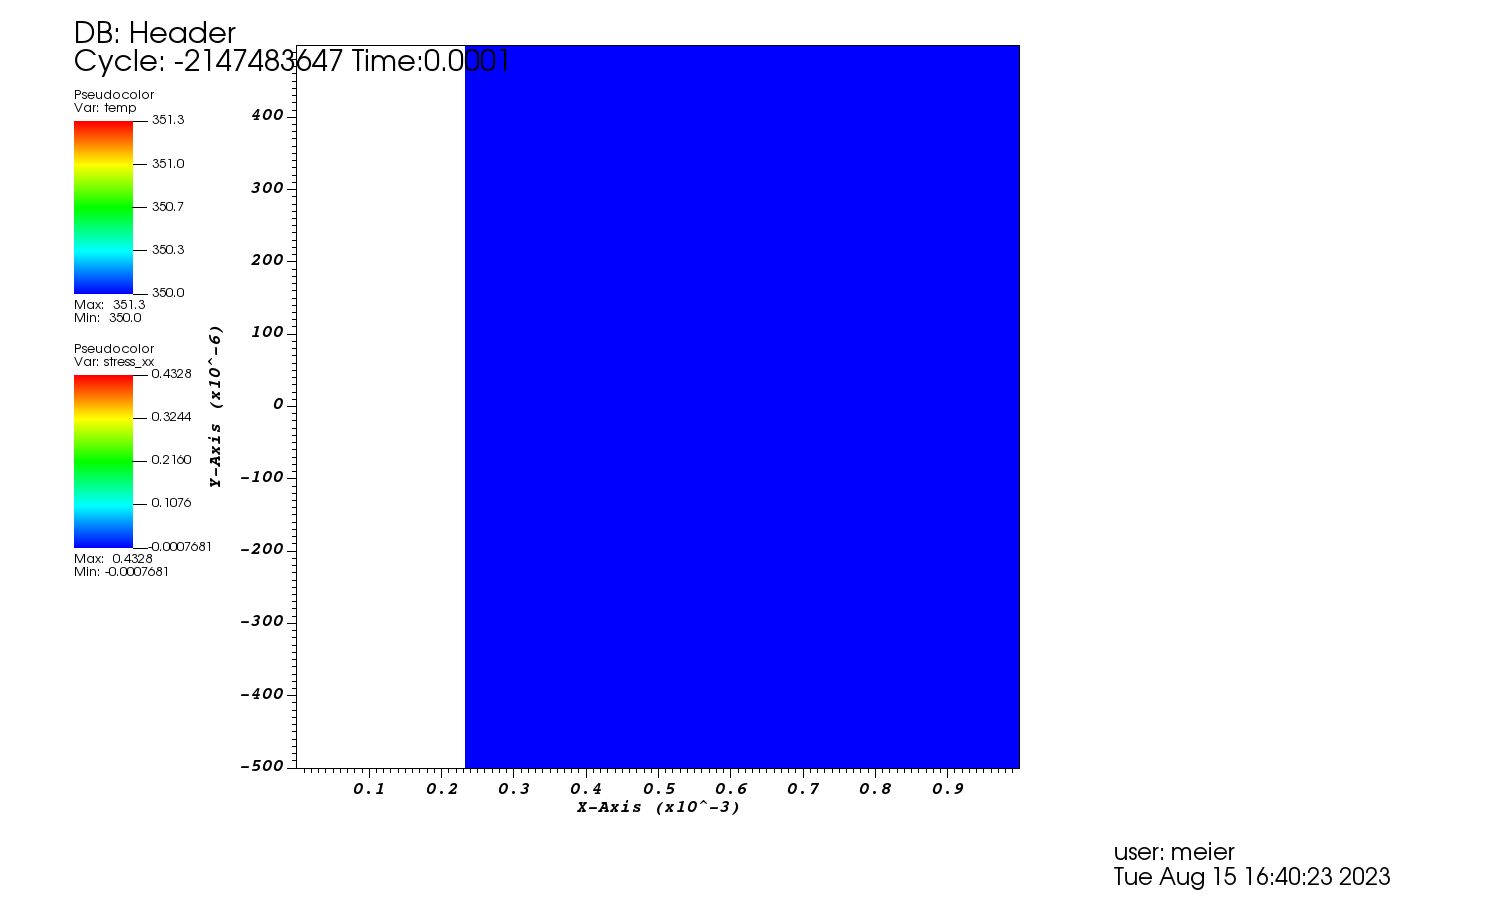 DB: Header
Cycle: -2147483647 Time:0.0001
Pseudocolor
Var: temp
351.3
351.0
350.7
350.3
350.0
Max: 351.3
Min: 350.0
Pseudocolor
Var: stress_xx
0.4328
0.3244
0.2160
0.1076
-0.0007681
Max: 0.4328
Min: -0.0007681
Y-Axis (x10^-6)
400
300
200
100
0
-100
-200
-300
-400
-500
0.1 0.2 0.3 0.4 0.5 0.6 0.7 0.8 0.9
X-Axis (x10^-3)
user: meier
Tue Aug 15 16:40:23 2023